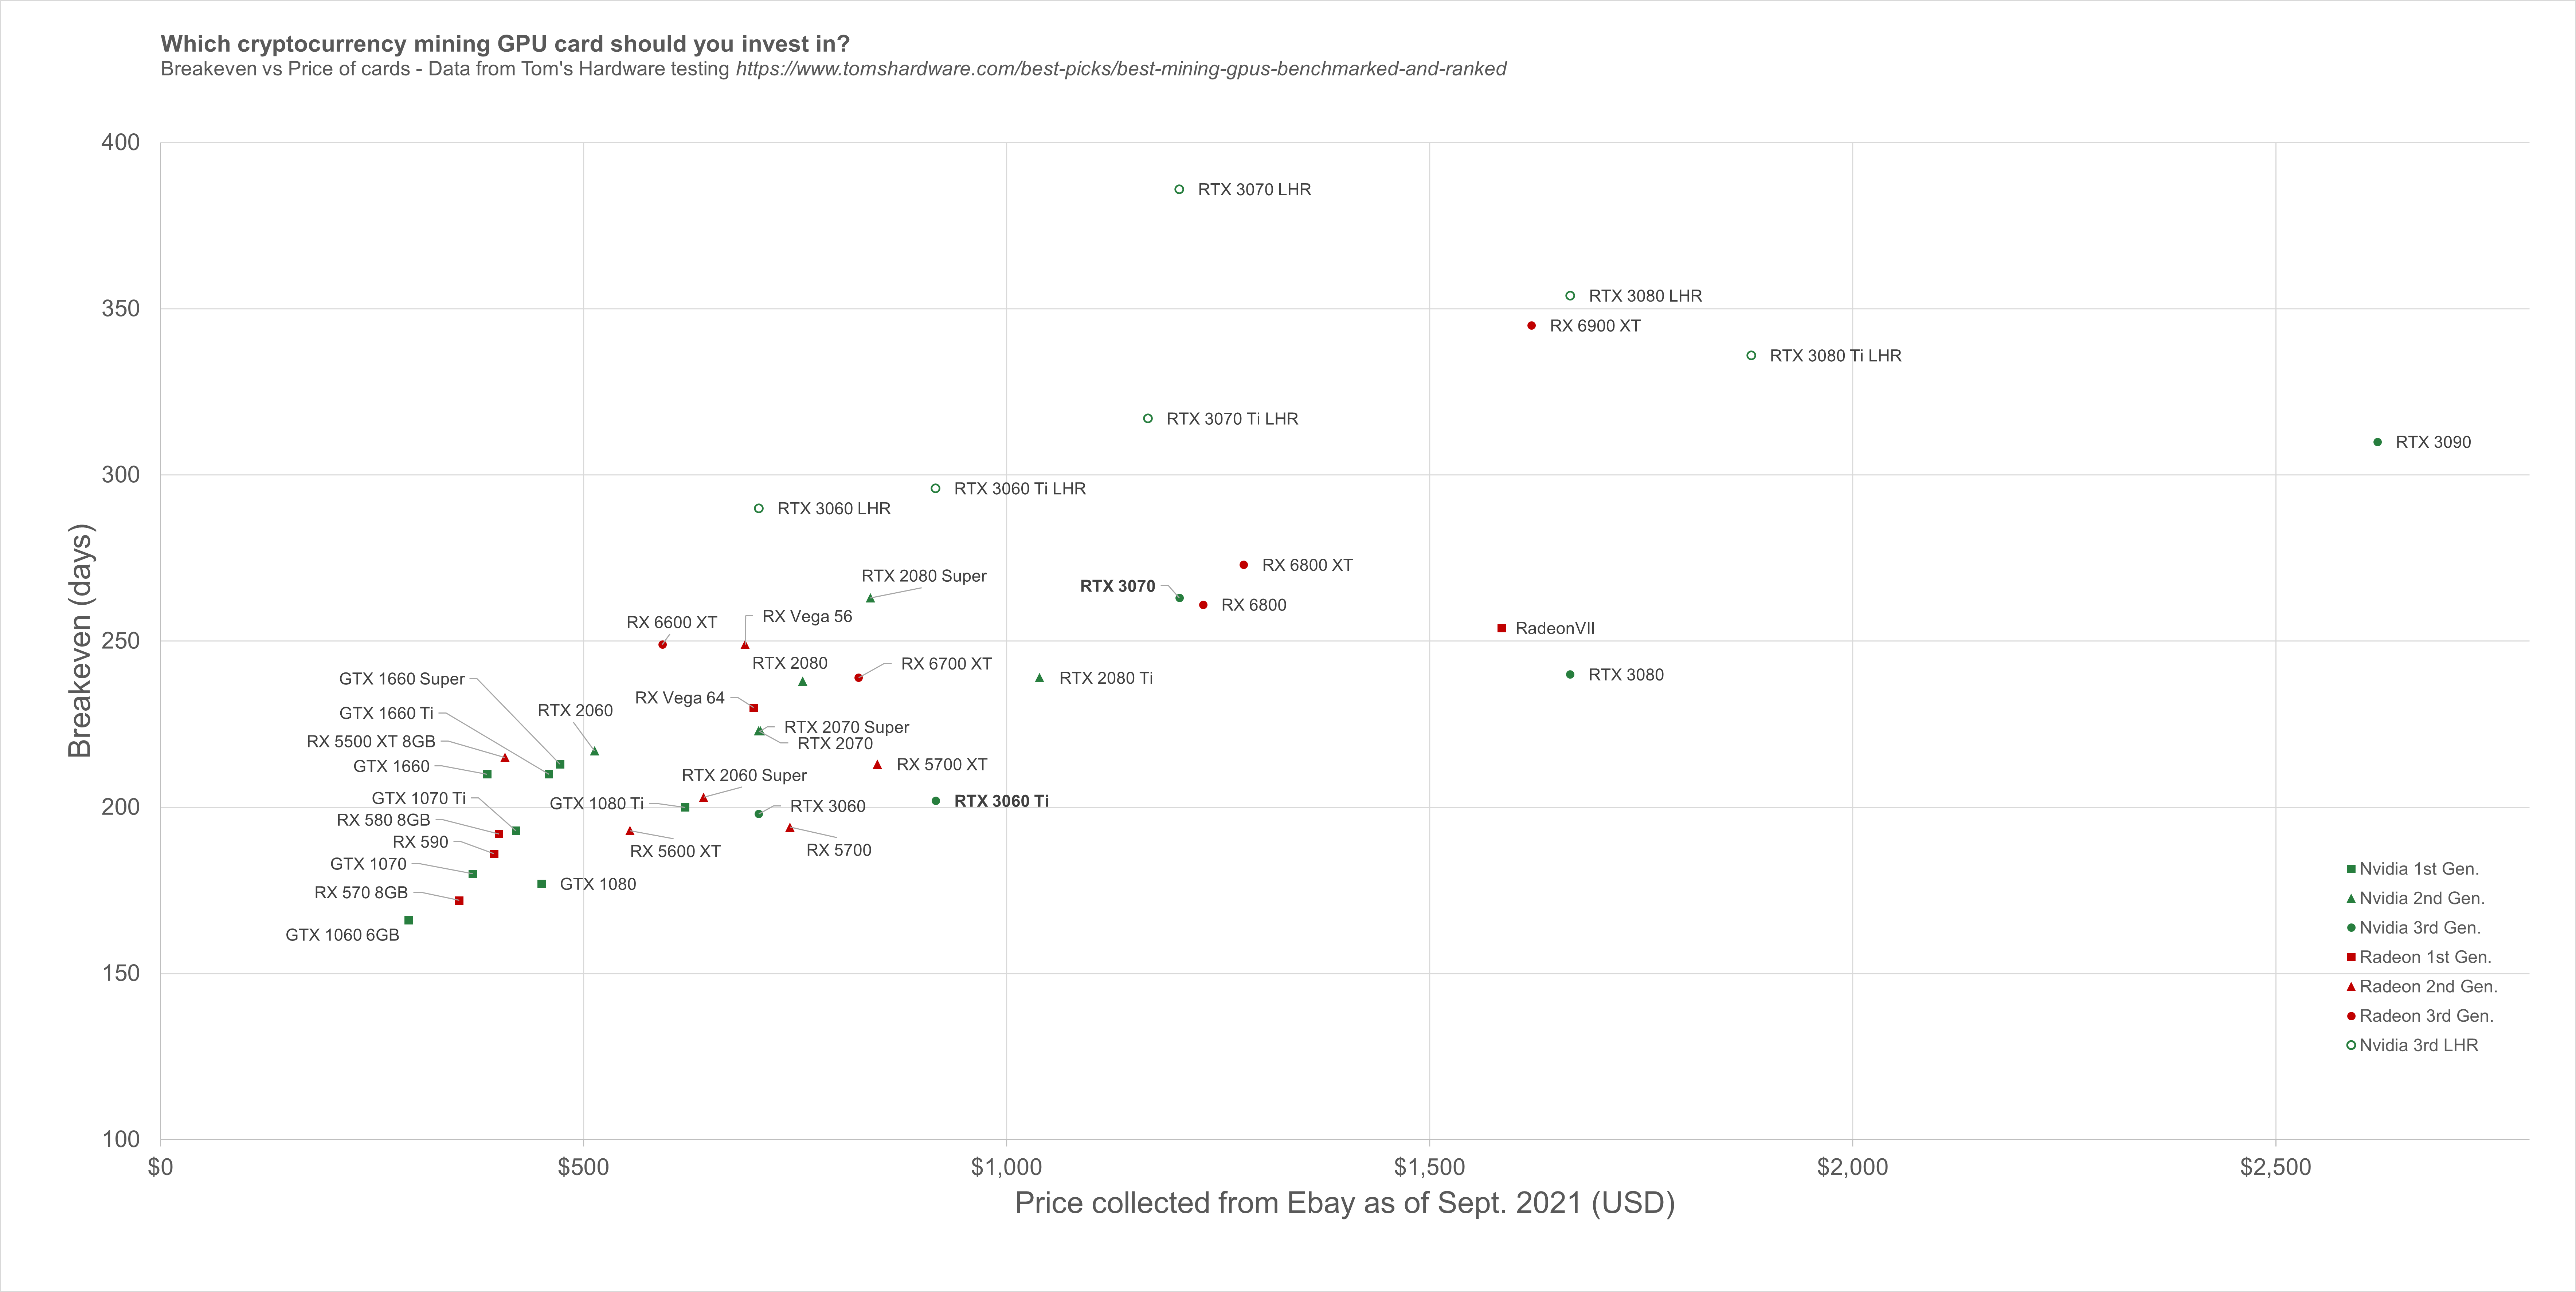 Which cryptocurrency mining GPU card should you invest in?
Breakeven vs Price of cards - Data from Tom's Hardware testing https://www.tomshardware.com/best-picks/best-mining-gpus-benchmarked-and-ranked
400
RTX 3070 LHR
RTX 3080 LHR
350
RX 6900 XT
RTX 3080 Ti LHR
RTX 3070 Ti LHR
RTX 3090
300
RTX 3060 Ti LHR
RTX 3060 LHR
RX 6800 XT
RTX 2080 Super
RTX 3070
RX 6800
RX Vega 56
RX 6600 XT
RadeonVII
250
Breakeven (days)
RTX 2080
RX 6700 XT
RTX 3080
RTX 2080 Ti
GTX 1660 Super
RX Vega 64
RTX 2060
GTX 1660 Ti
RTX 2070 Super
RX 5500 XT 8GB
RTX 2070
GTX 1660
RX 5700 XT
RTX 2060 Super
GTX 1070 Ti
RTX 3060 Ti
GTX 1080 Ti
RTX 3060
200
RX 580 8GB
RX 590
RX 5700
RX 5600 XT
GTX 1070
GTX 1080
RX 570 8GB
GTX 1060 6GB
150
100
Nvidia 1st Gen.
Nvidia 2nd Gen.
Nvidia 3rd Gen.
Radeon 1st Gen.
Radeon 2nd Gen.
Radeon 3rd Gen.
Nvidia 3rd LHR
$0 $500 $1,000 $1,500 $2,000 $2,500
Price collected from Ebay as of Sept. 2021 (USD)